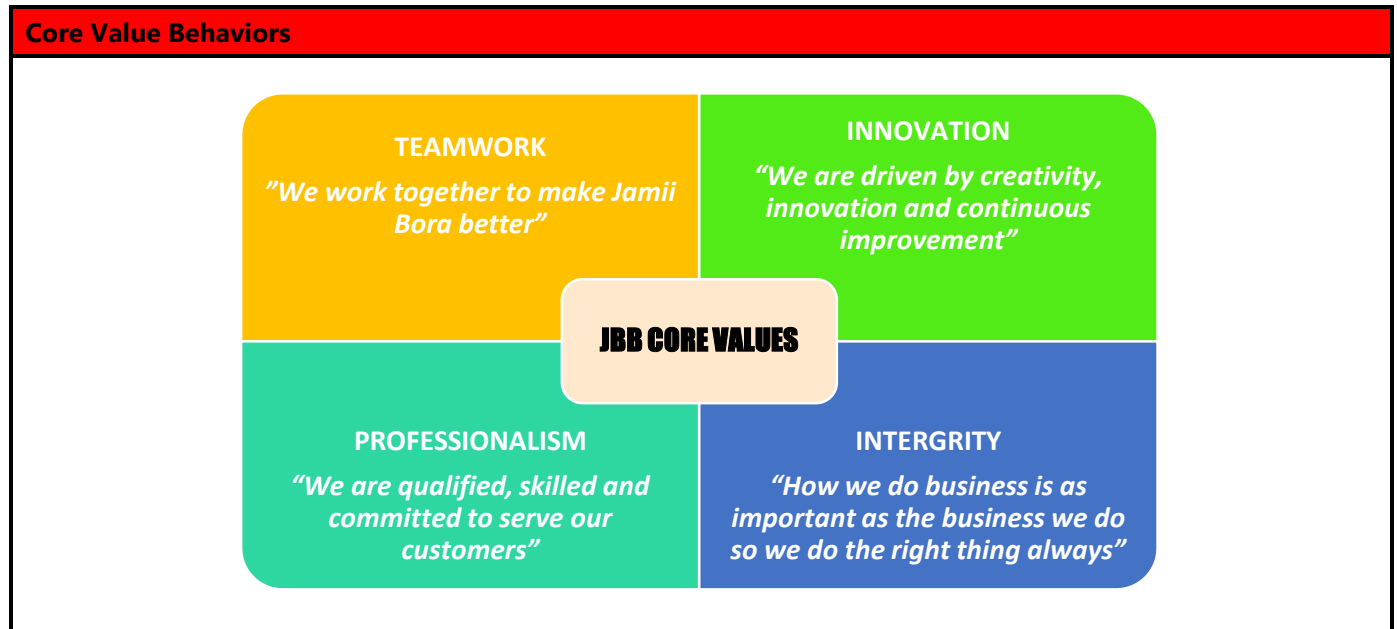 Core Value Behaviors
TEAMWORK
”We work together to make Jamii
Bora better”
INNOVATION
“We are driven by creativity,
innovation and continuous
improvement”
JBB CORE VALUES
PROFESSIONALISM
“We are qualified, skilled and
committed to serve our
customers”
INTERGRITY
“How we do business is as
important as the business we do
so we do the right thing always”